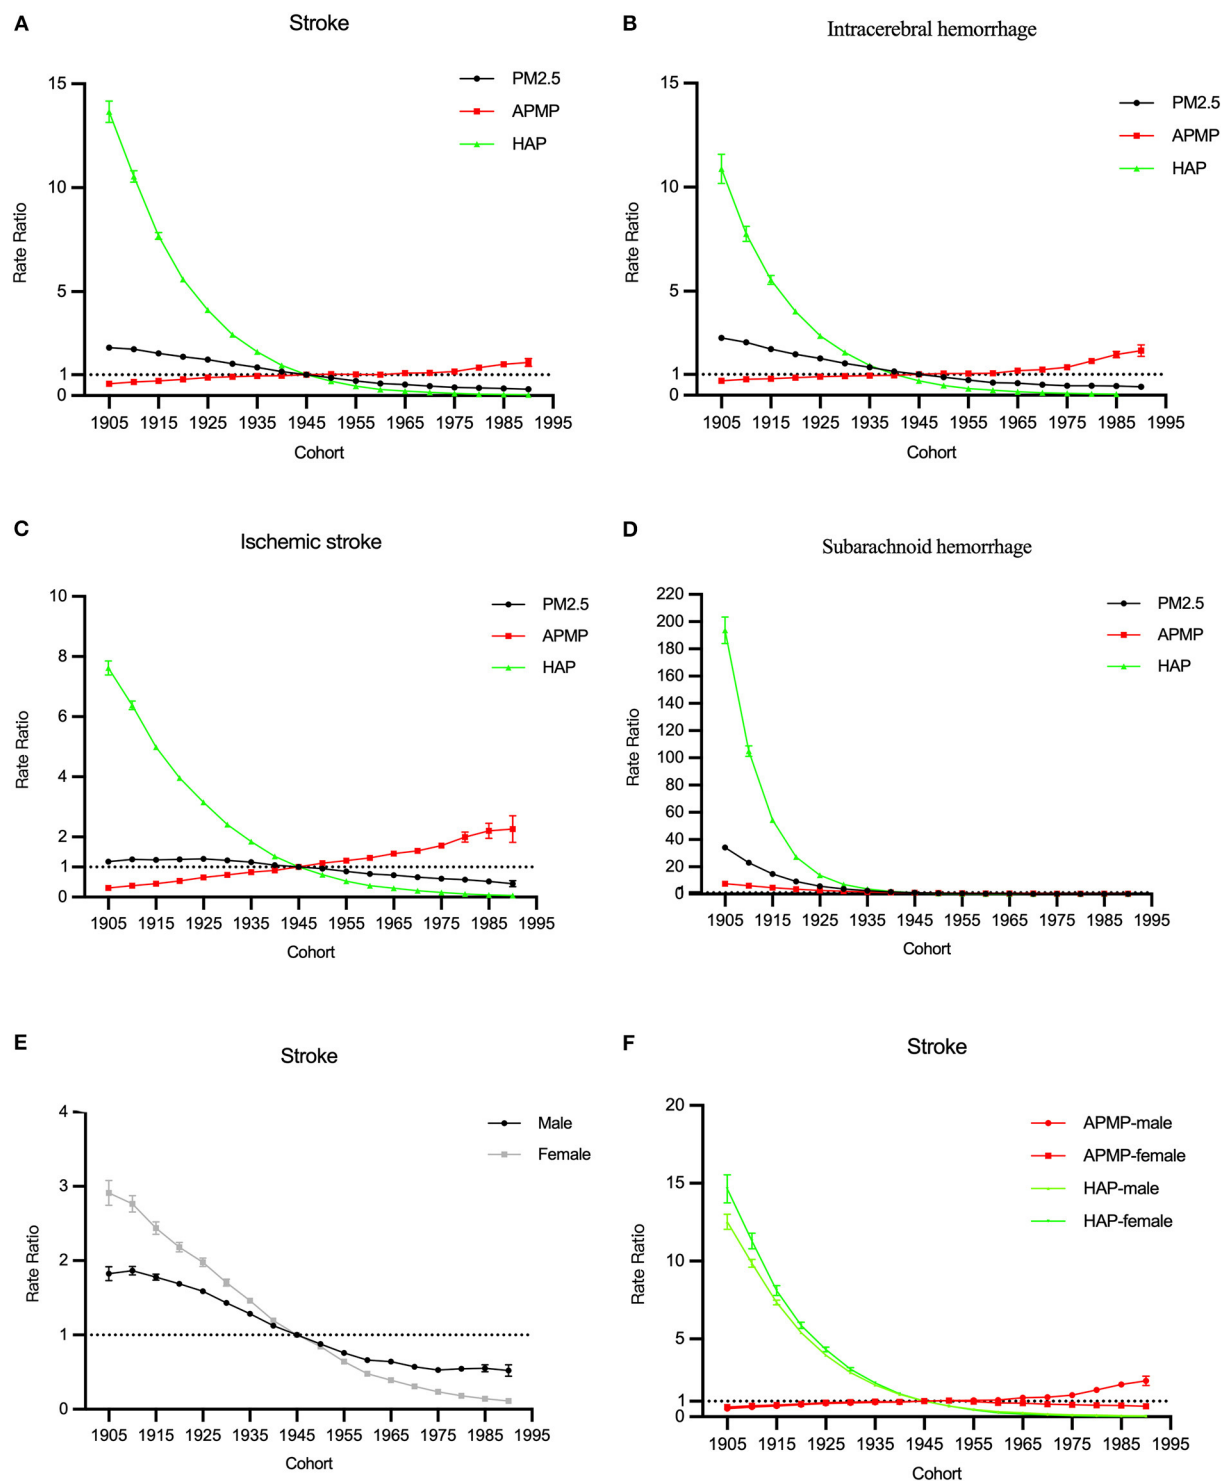 A
Stroke
PM2.5
APMP
HAP
15
10
5
1
0
Rate Ratio
1905 1915 1925 1935 1945 1955 1965 1975 1985 1995
Cohort
B
Intracerebral hemorrhage
PM2.5
APMP
HAP
15
10
5
1
0
Rate Ratio
1905 1915 1925 1935 1945 1955 1965 1975 1985 1995
Cohort
C
Ischemic stroke
PM2.5
APMP
HAP
10
8
6
4
2
1
0
Rate Ratio
1905 1915 1925 1935 1945 1955 1965 1975 1985 1995
Cohort
D
Subarachnoid hemorrhage
PM2.5
APMP
HAP
220
200
180
160
140
120
100
80
60
40
20
1
0
Rate Ratio
1905 1915 1925 1935 1945 1955 1965 1975 1985 1995
Cohort
E
Stroke
Male
Female
4
3
2
1
0
Rate Ratio
1905 1915 1925 1935 1945 1955 1965 1975 1985 1995
Cohort
F
Stroke
APMP-male
APMP-female
HAP-male
HAP-female
20
15
10
5
1
0
Rate Ratio
1905 1915 1925 1935 1945 1955 1965 1975 1985 1995
Cohort